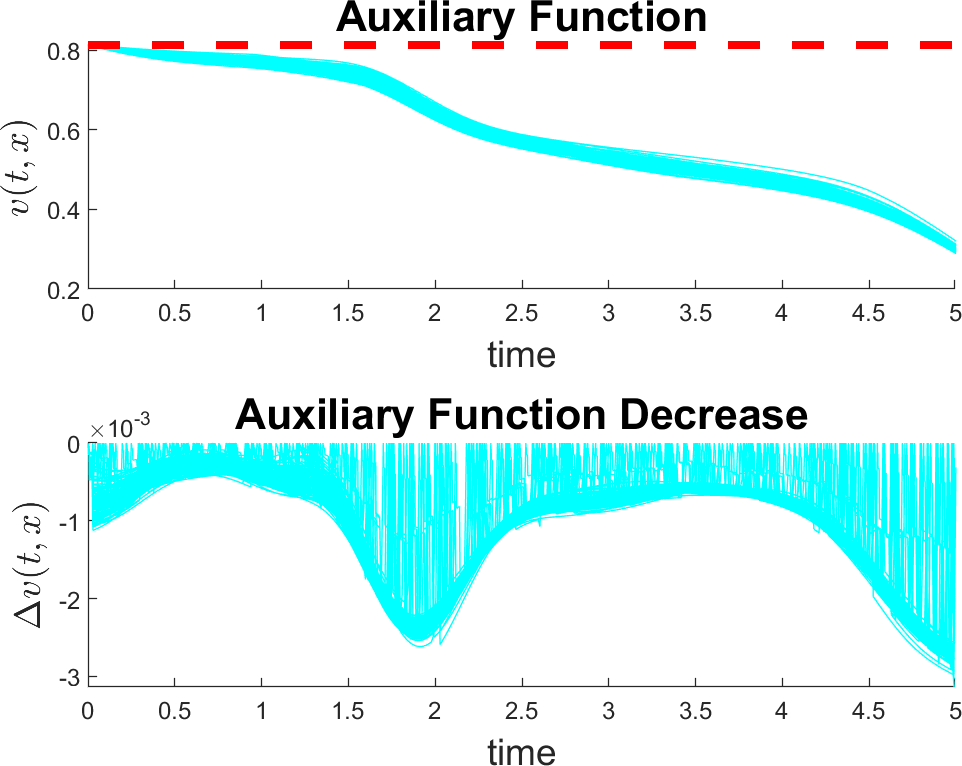 Auxiliary Function
0.8
0.6
0.4
0.2
v(t, x)
0 0.5 1 1.5 2 2.5 3 3.5 4 4.5 5
time
Auxiliary Function Decrease
×10-3
0
-1
-2
-3
Δv(t, x)
0 0.5 1 1.5 2 2.5 3 3.5 4 4.5 5
time